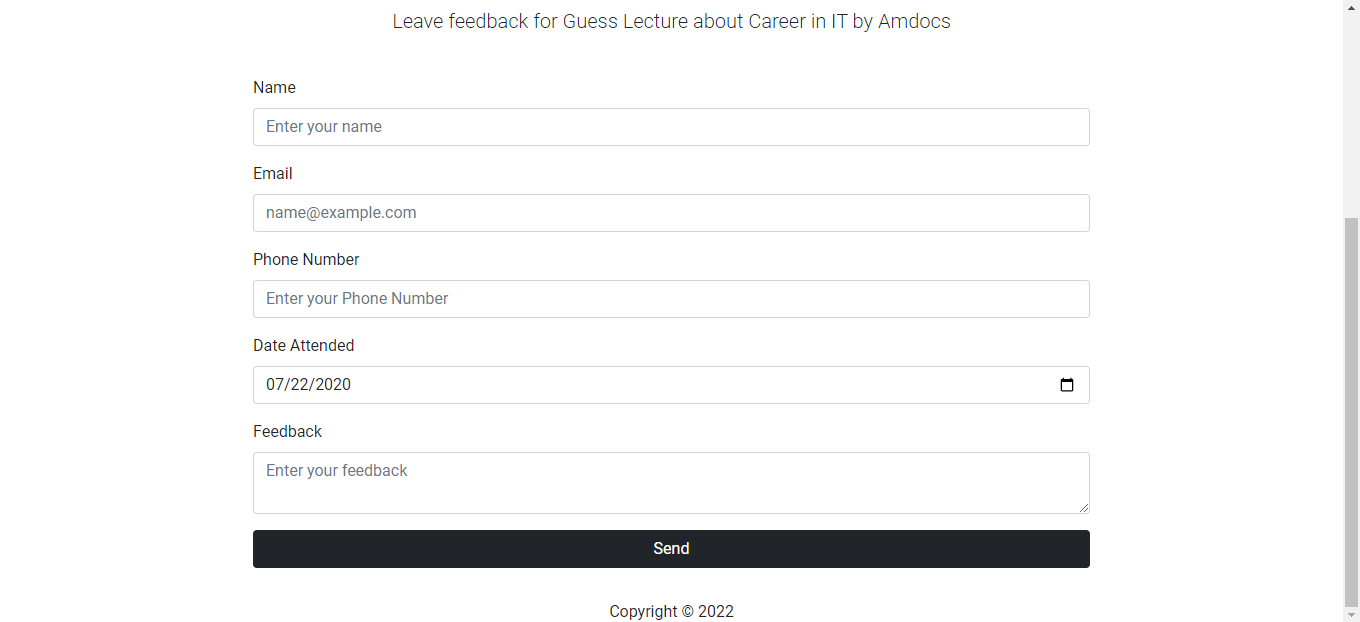 Leave feedback for Guess Lecture about Career in IT by Amdocs
Name
Enter your name
Email
name@example.com
Phone Number
Enter your Phone Number
Date Attended
07/22/2020
Feedback
Enter your feedback
Send
Copyright © 2022